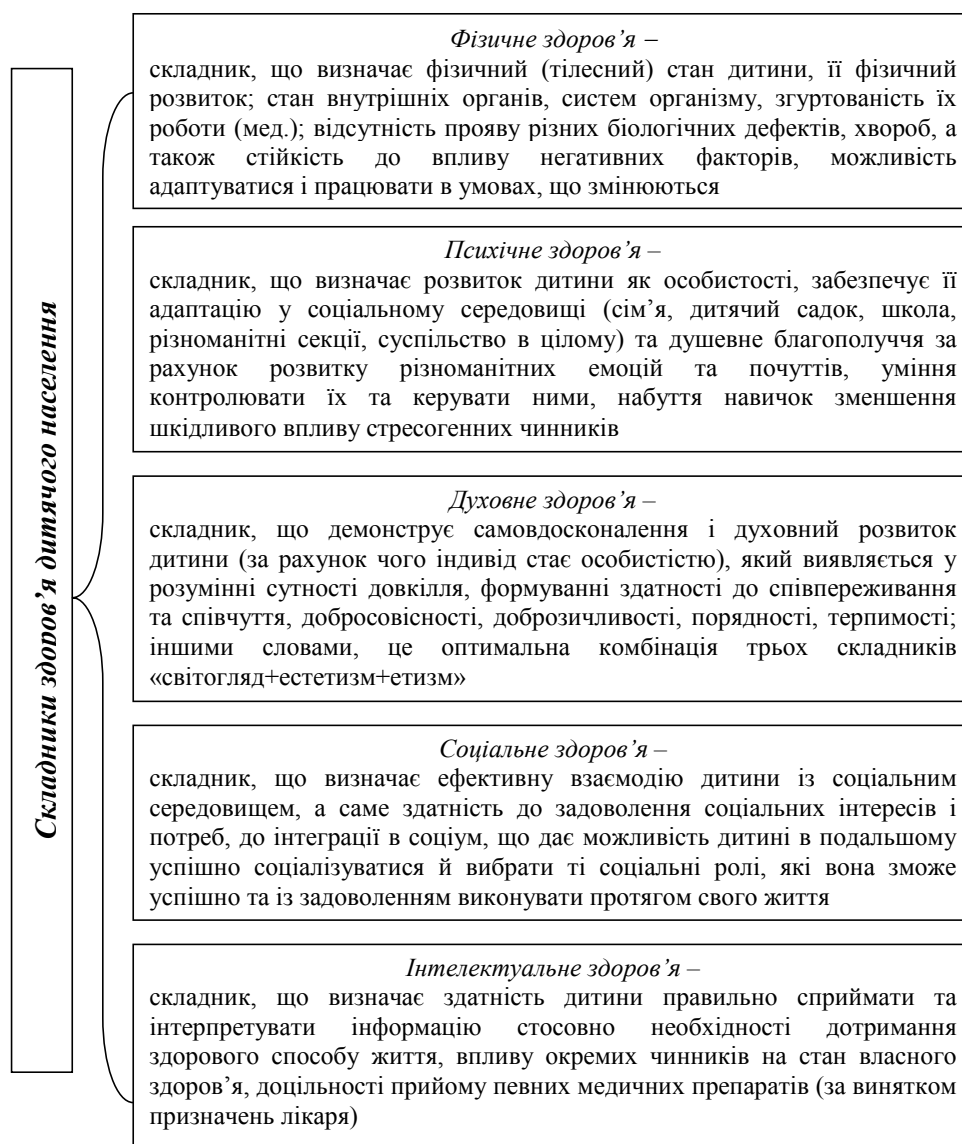 Складники здоров’я дитячого населення
Фізичне здоров’я –
складник, що визначає фізичний (тілесний) стан дитини, її фізичний
розвиток; стан внутрішніх органів, систем організму, згуртованість їх
роботи (мед.); відсутність прояву різних біологічних дефектів, хвороб, а
також стійкість до впливу негативних факторів, можливість
адаптуватися і працювати в умовах, що змінюються
Психічне здоров’я –
складник, що визначає розвиток дитини як особистості, забезпечує її
адаптацію у соціальному середовищі (сім’я, дитячий садок, школа,
різноманітні секції, суспільство в цілому) та душевне благополуччя за
рахунок розвитку різноманітних емоцій та почуттів, уміння
контролювати їх та керувати ними, набуття навичок зменшення
шкідливого впливу стресогенних чинників
Духовне здоров’я –
складник, що демонструє самовдосконалення і духовний розвиток
дитини (за рахунок чого індивід стає особистістю), який виявляється у
розумінні сутності довкілля, формуванні здатності до співпереживання
та співчуття, добросовісності, доброзичливості, порядності, терпимості;
іншими словами, це оптимальна комбінація трьох складників
«світогляд+естетизм+етизм»
Соціальне здоров’я –
складник, що визначає ефективну взаємодію дитини із соціальним
середовищем, а саме здатність до задоволення соціальних інтересів і
потреб, до інтеграції в соціум, що дає можливість дитині в подальшому
успішно соціалізуватися й вибрати ті соціальні ролі, які вона зможе
успішно та із задоволенням виконувати протягом свого життя
Інтелектуальне здоров’я –
складник, що визначає здатність дитини правильно сприймати та
інтерпретувати інформацію стосовно необхідності дотримання
здорового способу життя, впливу окремих чинників на стан власного
здоров’я, доцільності прийому певних медичних препаратів (за винятком
призначень лікаря)